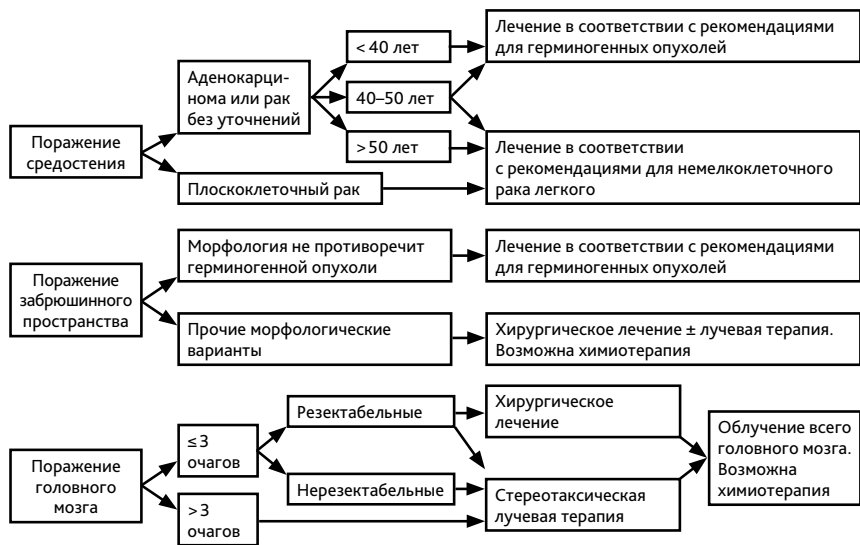 Поражение
средостения
Аденокарци-
нома или рак
без уточнений
< 40 лет
40–50 лет
> 50 лет
Лечение в соответствии с рекомендациями
для герминогенных опухолей
Лечение в соответствии
с рекомендациями для немелкоклеточного
рака легкого
Плоскоклеточный рак
Поражение
забрюшинного
пространства
Морфология не противоречит
герминогенной опухоли
Лечение в соответствии с рекомендациями
для герминогенных опухолей
Прочие морфологические
варианты
Хирургическое лечение ± лучевая терапия.
Возможна химиотерапия
Поражение
головного
мозга
≤ 3
очагов
> 3
очагов
Резектабельные
Нерезектабельные
Хирургическое
лечение
Стереотаксическая
лучевая терапия
Облучение всего
головного мозга.
Возможна
химиотерапия